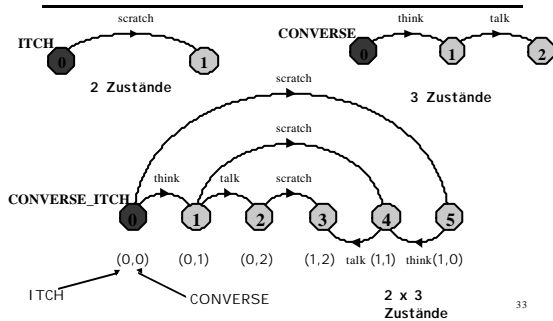 scratch
ITCH
0 1
2 Zustände
think talk
CONVERSE
0 1 2
3 Zustände
scratch
scratch
think talk scratch
CONVERSE_ITCH
0 1 2 3 4 5
(0,0) (0,1) (0,2) (1,2) talk (1,1) think (1,0)
ITCH CONVERSE
2 x 3
Zustände
33